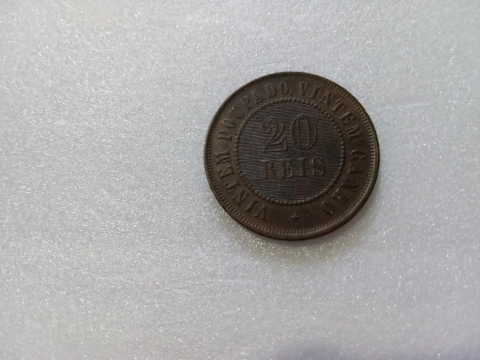 VINTEM POUPADO, VINTEM GANHO
20
REIS